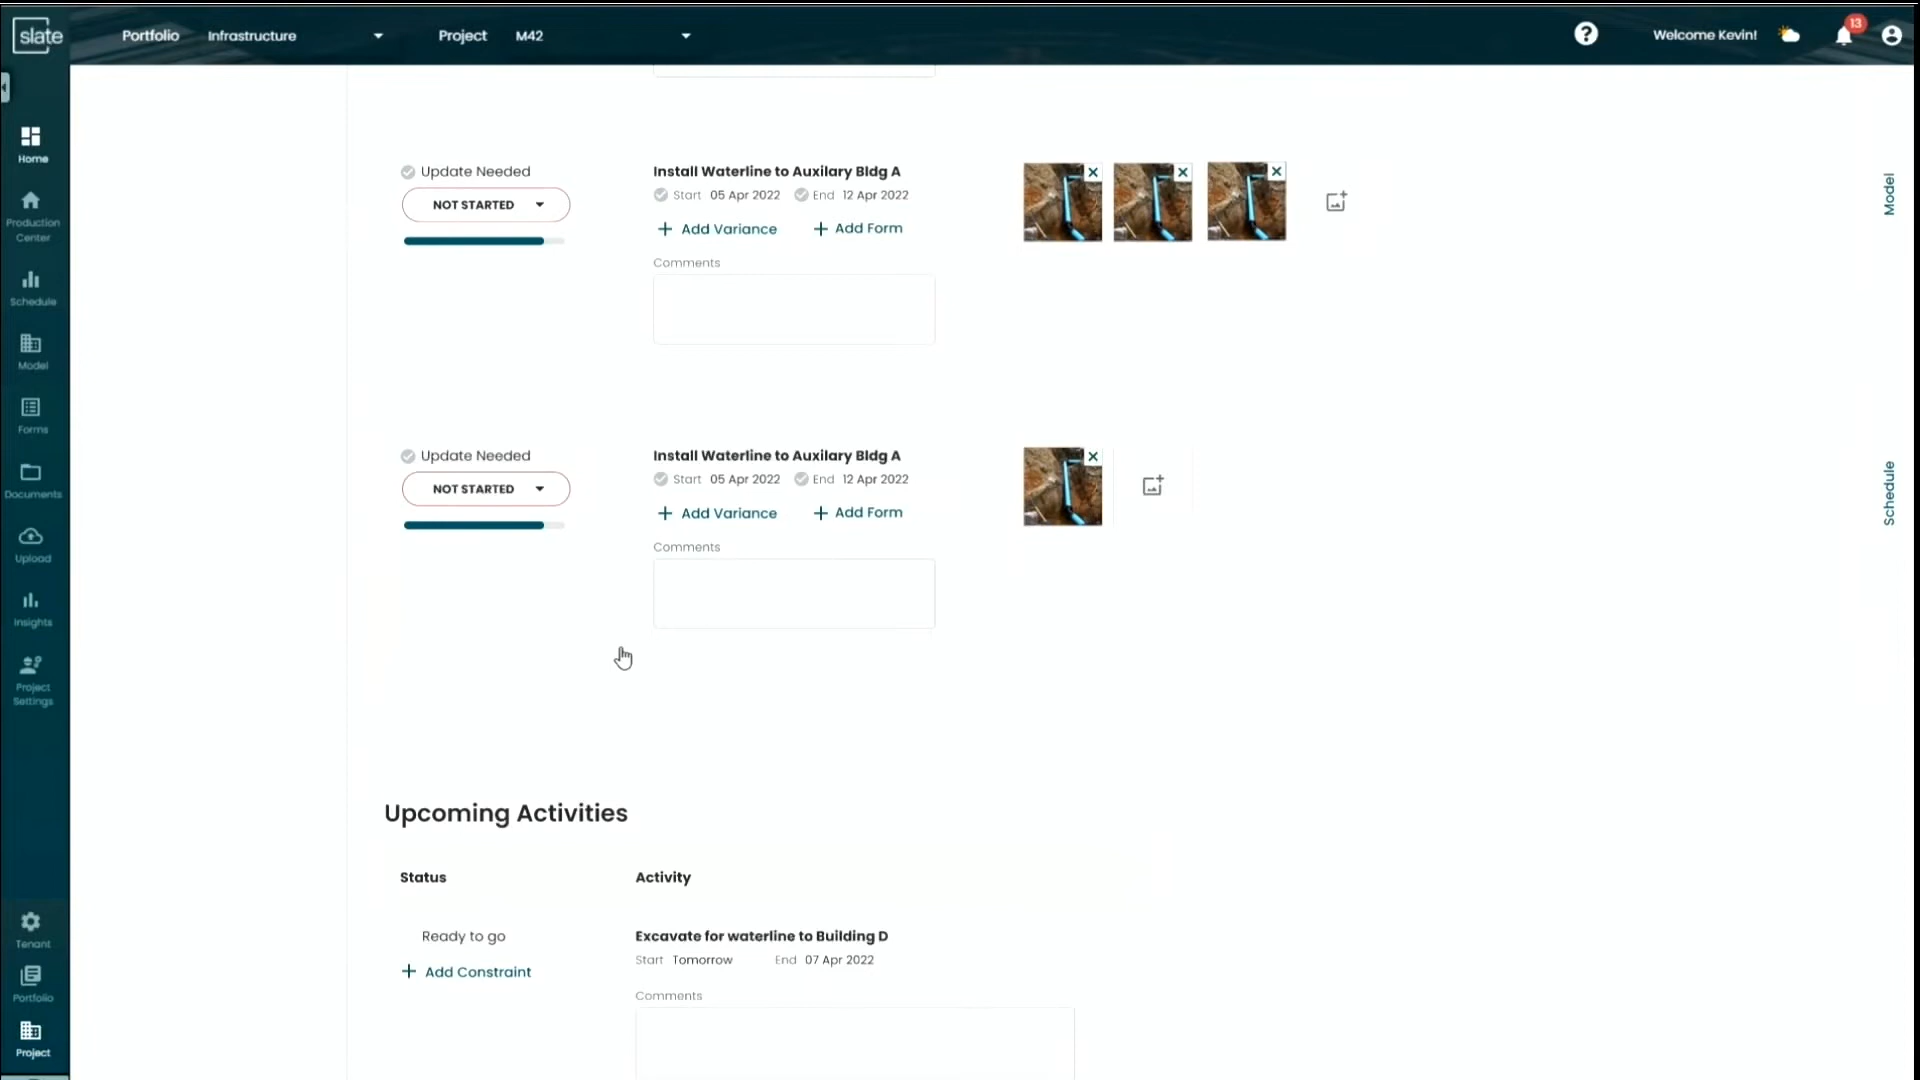 slate
Portfolio Infrastructure Project M42
Welcome Kevin! 13
Home
Production
Center
Schedule
Model
Forms
Documents
Upload
Insights
Project
Settings
Tenant
Portfolio
Project
Update Needed
NOT STARTED
Install Waterline to Auxilary Bldg A
Start 05 Apr 2022 End 12 Apr 2022
+ Add Variance + Add Form
Comments
Update Needed
NOT STARTED
Install Waterline to Auxilary Bldg A
Start 05 Apr 2022 End 12 Apr 2022
+ Add Variance + Add Form
Comments
Upcoming Activities
Status Activity
Ready to go
+ Add Constraint
Excavate for waterline to Building D
Start Tomorrow End 07 Apr 2022
Comments
Model
Schedule